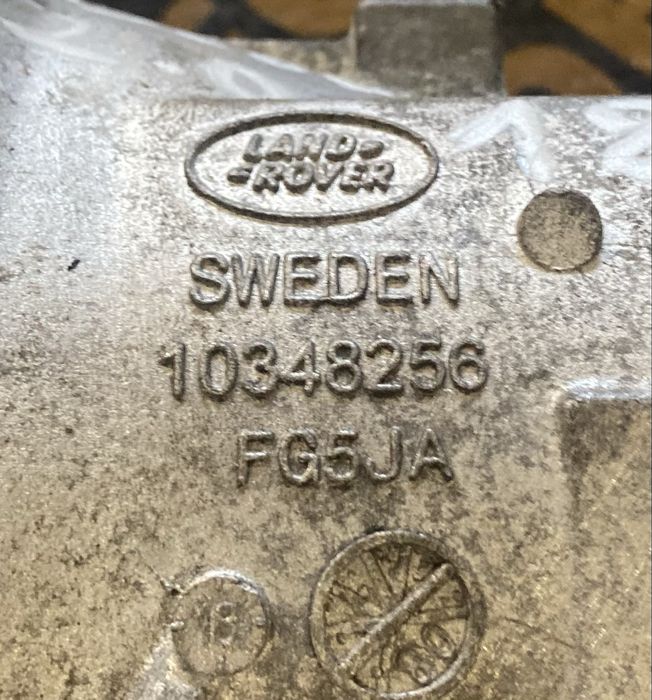 LAND
ROVER
SWEDEN
10348256
FG5JA